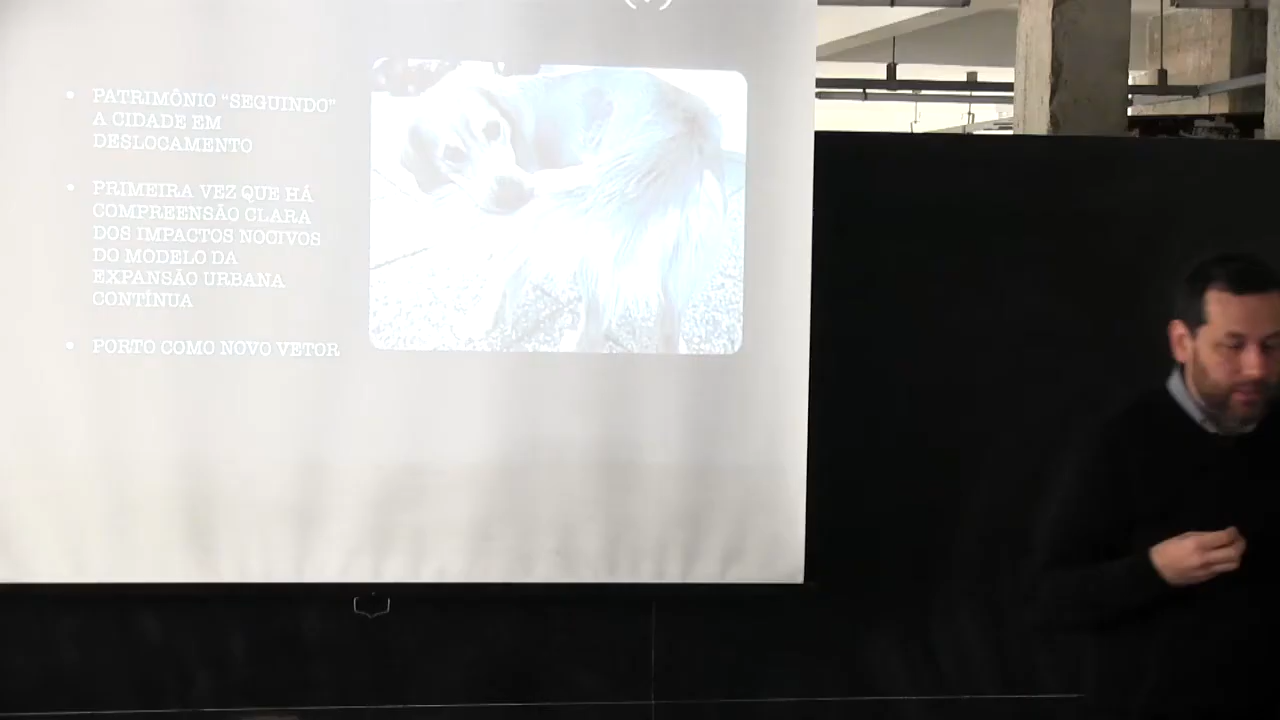 • PATRIMÔNIO “SEGUINDO”
A CIDADE EM
DESLOCAMENTO
• PRIMEIRA VEZ QUE HÁ
COMPREENSÃO CLARA
DOS IMPACTOS NOCIVOS
DO MODELO DA
EXPANSÃO URBANA
CONTÍNUA
• PORTO COMO NOVO VETOR